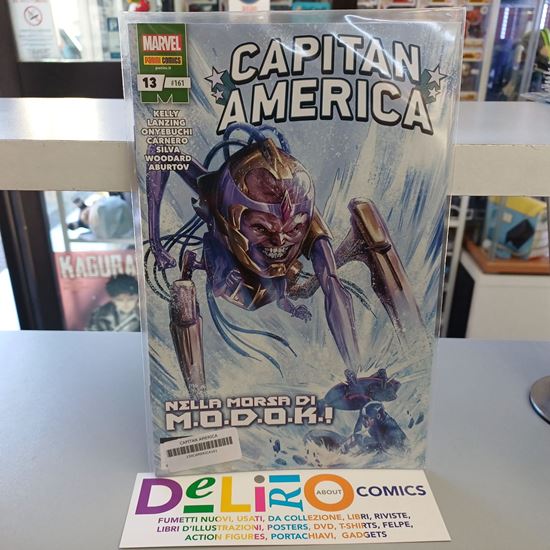 MARVEL
PANINI COMICS
panini.it
13 #161
KELLY
LANZING
ONYEBUCHI
CARNERO
SILVA
WOODARD
ABURTOV
CAPITAN
AMERICA
KAGURA
NELLA MORSA DI
M.O.D.O.K.!
CAPITAN AMERICA
DELIRIO ABOUT COMICS
FUMETTI NUOVI, USATI, DA COLLEZIONE, LIBRI, RIVISTE,
LIBRI D'ILLUSTRAZIONI, POSTERS, DVD, T-SHIRTS, FELPE,
ACTION FIGURES, PORTACHIAVI, GADGETS